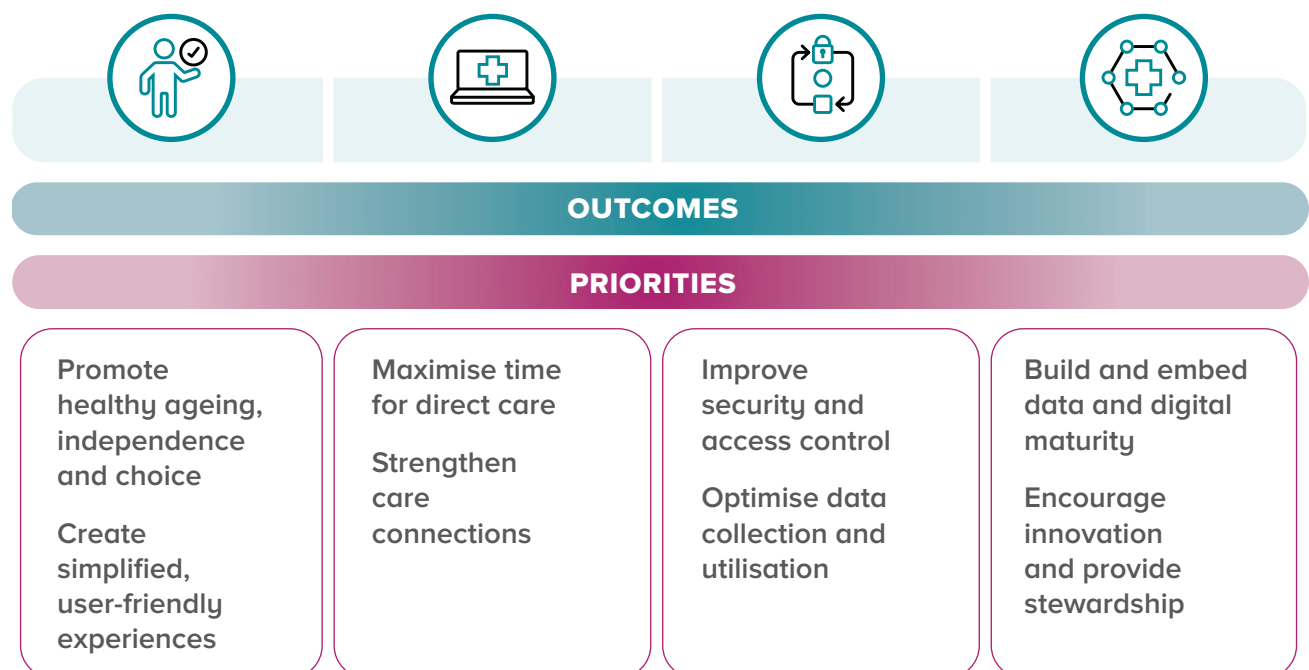 OUTCOMES
PRIORITIES
Promote
healthy ageing,
independence
and choice
Create
simplified,
user-friendly
experiences
Maximise time
for direct care
Strengthen
care
connections
Improve
security and
access control
Optimise data
collection and
utilisation
Build and embed
data and digital
maturity
Encourage
innovation
and provide
stewardship